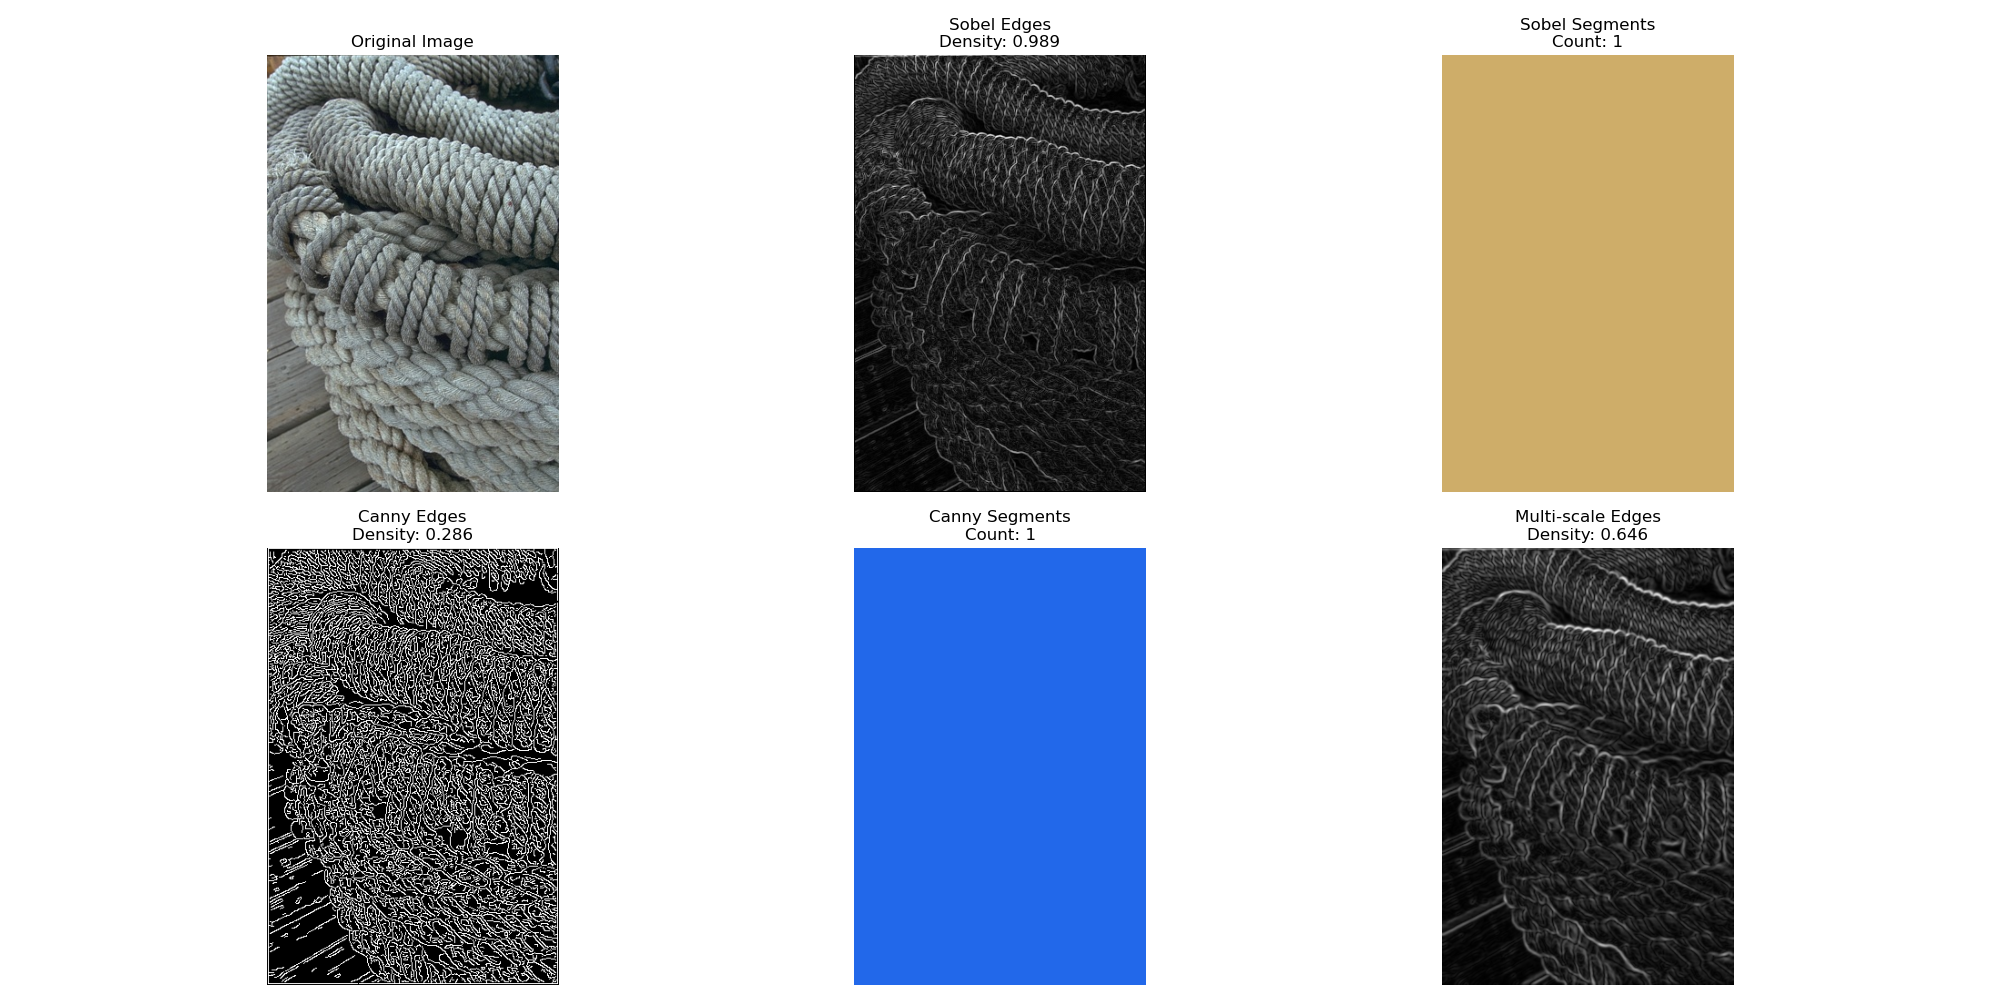 Original Image
Sobel Edges
Density: 0.989
Sobel Segments
Count: 1
Canny Edges
Density: 0.286
Canny Segments
Count: 1
Multi-scale Edges
Density: 0.646